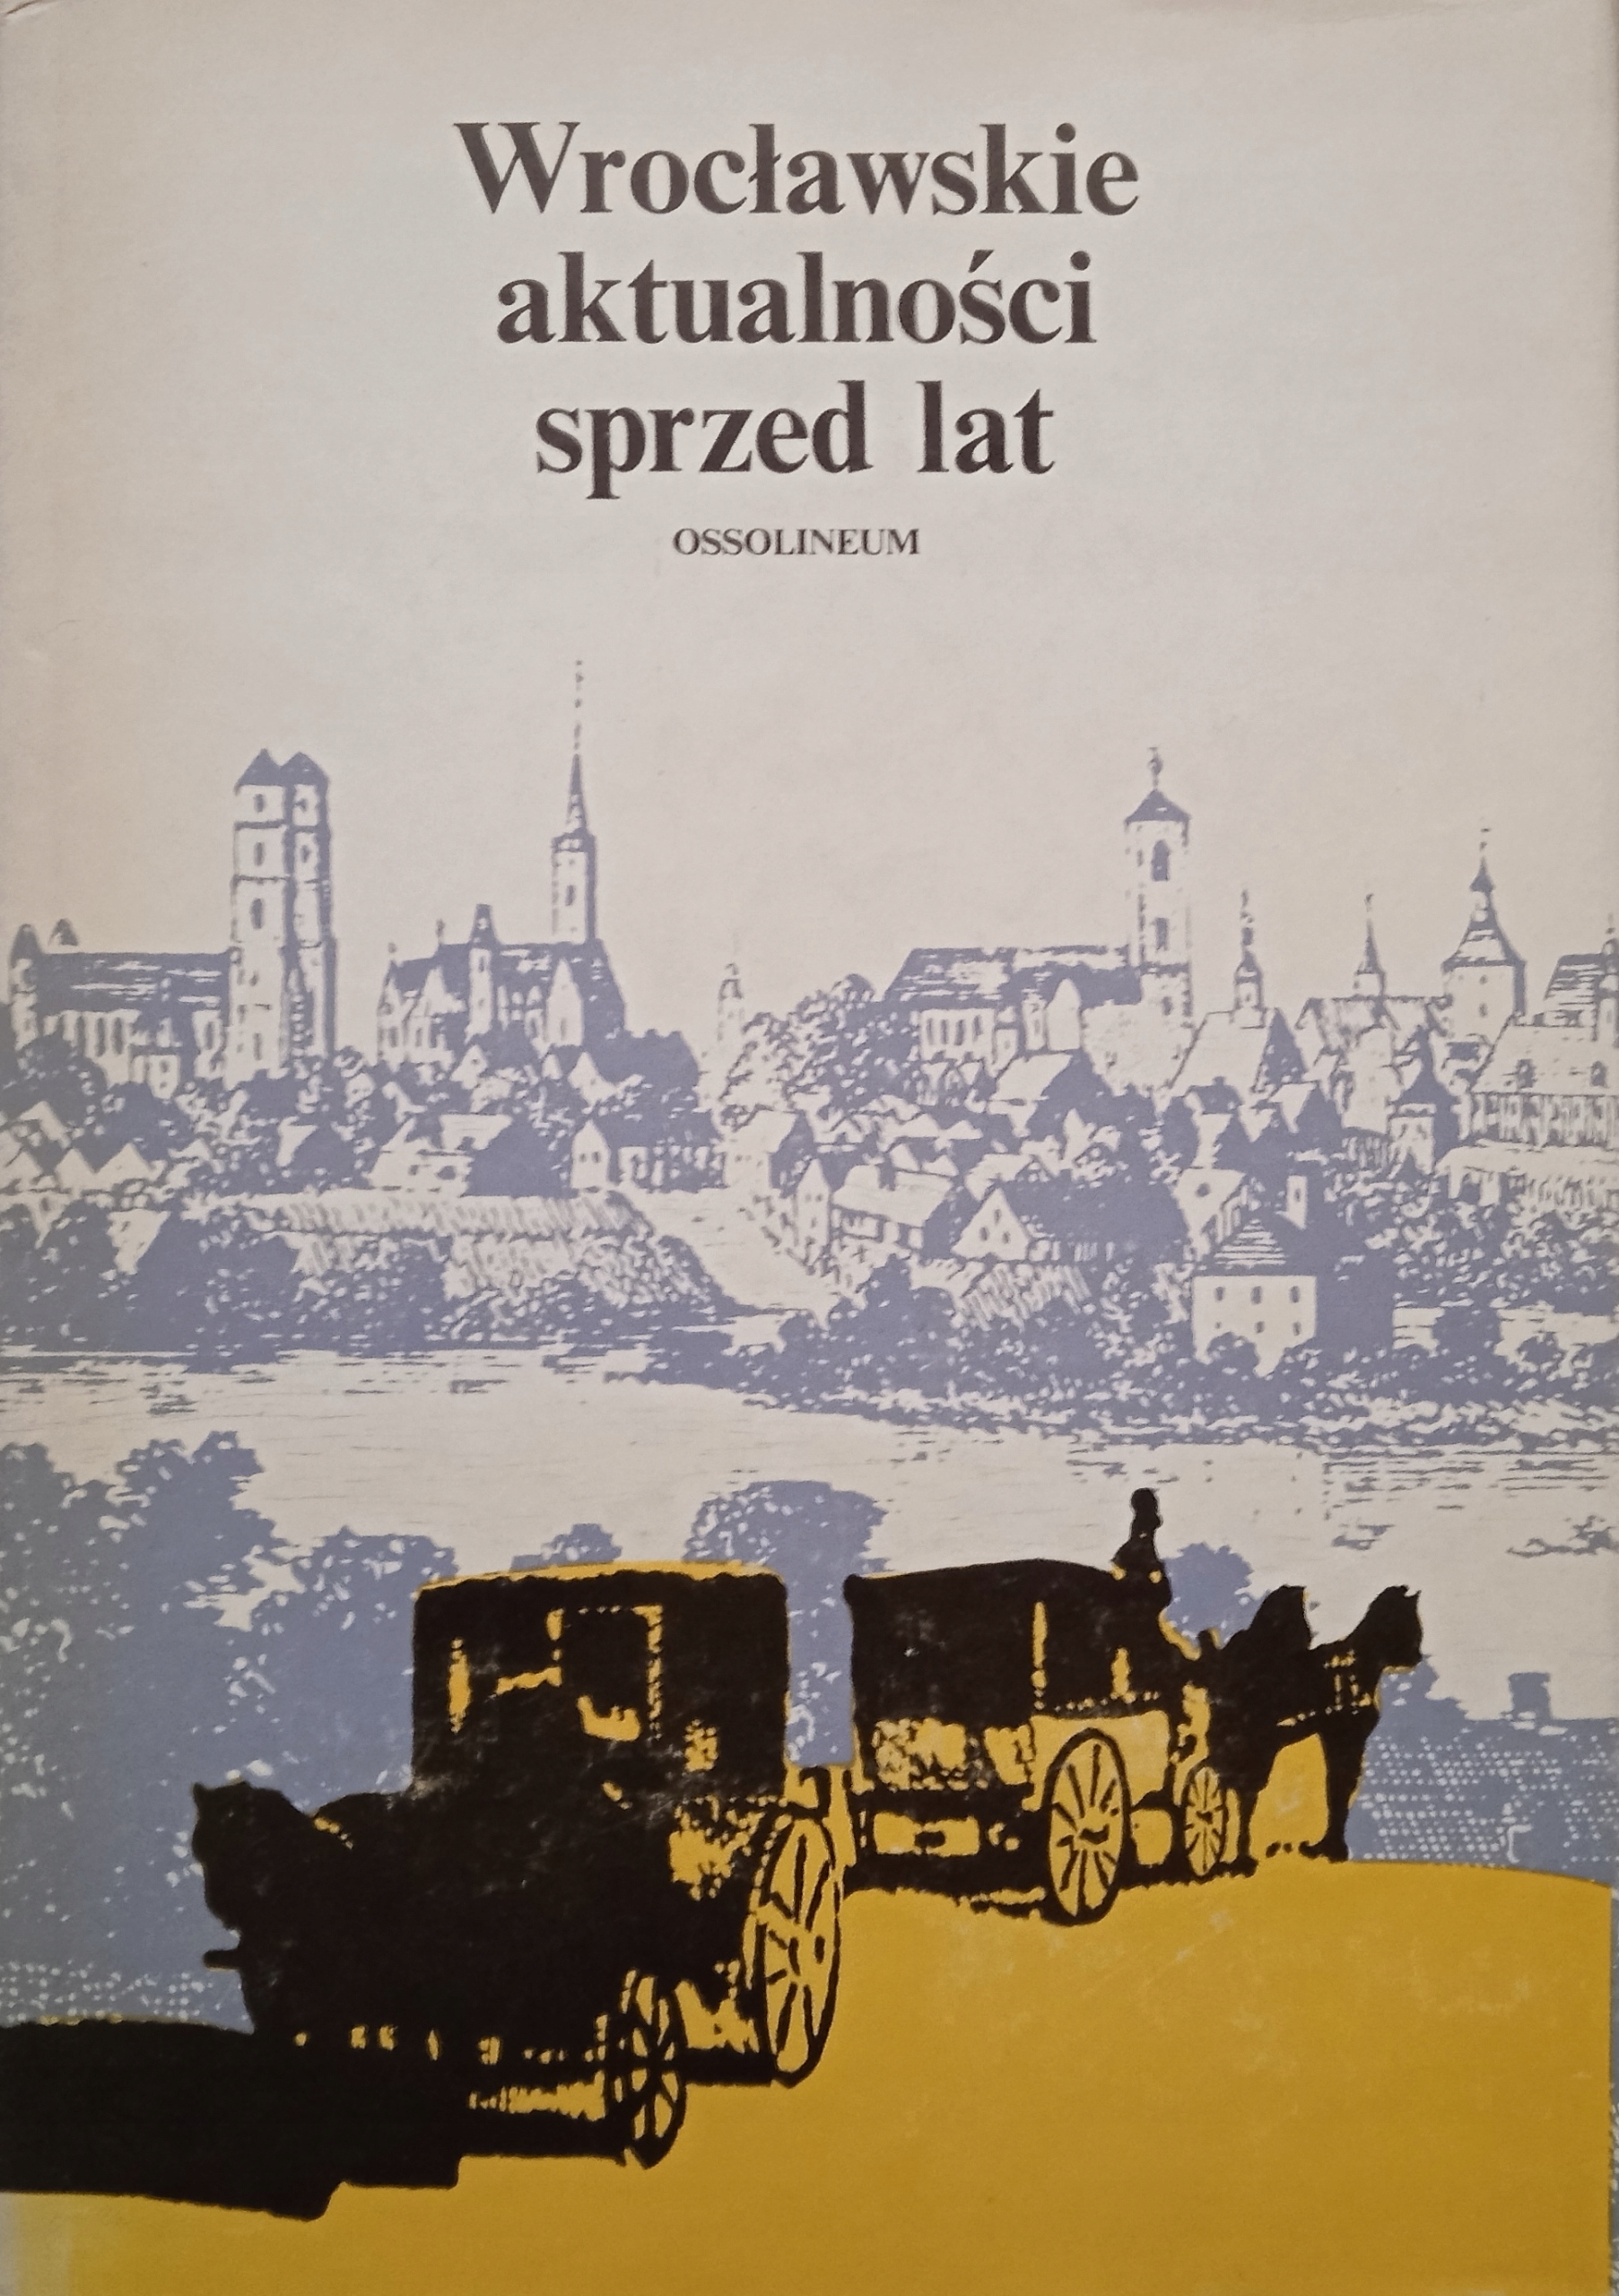 Wrocławskie
aktualności
sprzed lat
OSSOLINEUM